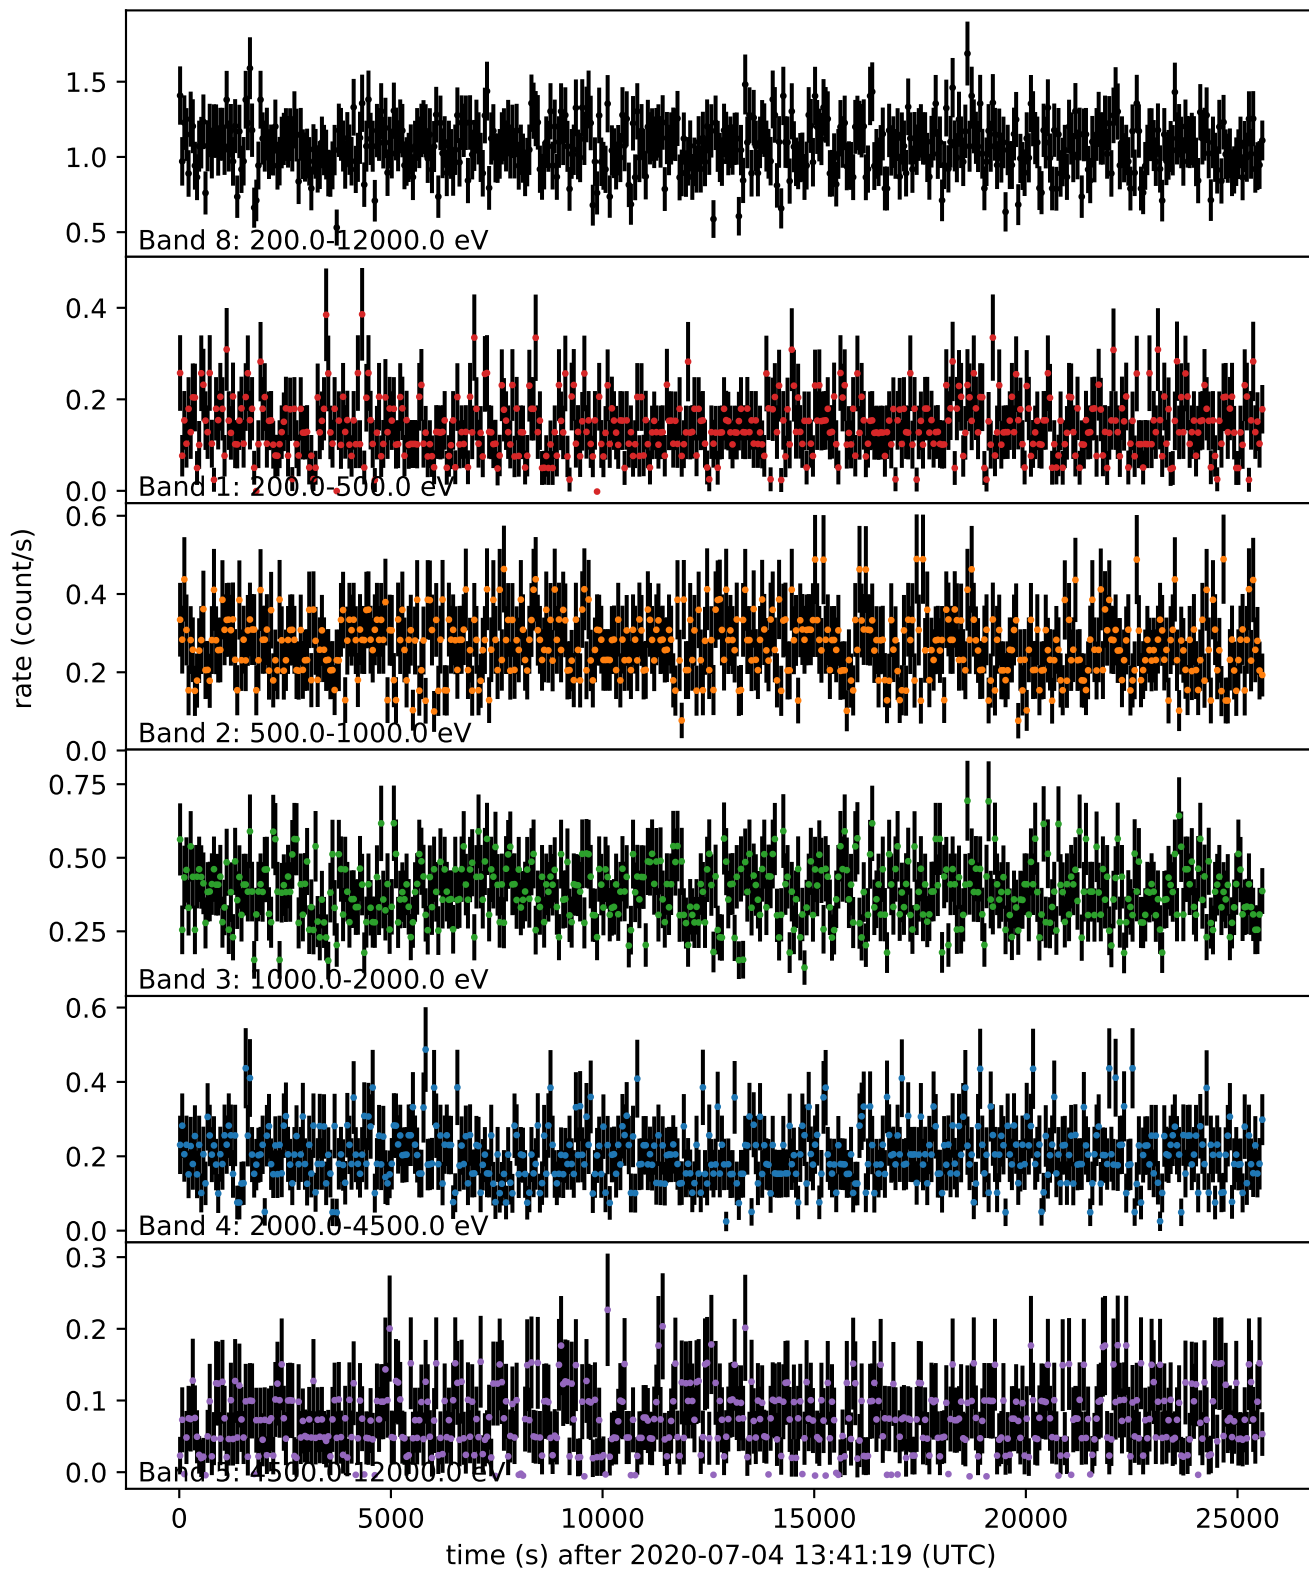 1.5
1.0
0.5
Band 8: 200.0-12000.0 eV
0.4
0.2
0.0
Band 1: 200.0-500.0 eV
0.6
0.4
0.2
0.0
Band 2: 500.0-1000.0 eV
rate (count/s)
0.75
0.50
0.25
Band 3: 1000.0-2000.0 eV
0.6
0.4
0.2
0.0
Band 4: 2000.0-4500.0 eV
0.3
0.2
0.1
0.0
Band 5: 4500.0-12000.0 eV
0 5000 10000 15000 20000 25000
time (s) after 2020-07-04 13:41:19 (UTC)